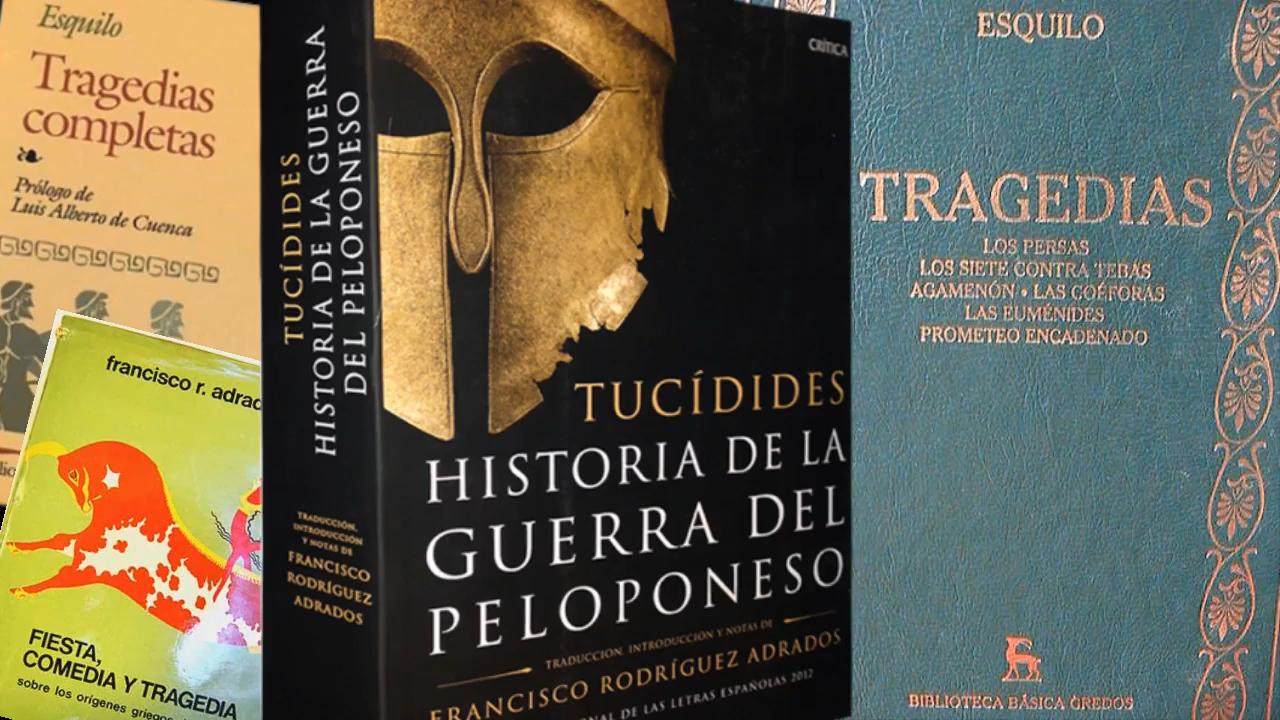 Esquilo
Tragedias
completas
Prólogo de
Luis Alberto de Cuenca
francisco r. adrad
FIESTA,
COMEDIA Y TRAGEDIA
sobre los orígenes griegos
TUCÍDIDES
HISTORIA DE LA GUERRA
DEL PELOPONESO
TRADUCCIÓN,
INTRODUCCIÓN
Y NOTAS DE
FRANCISCO
RODRÍGUEZ
ADRADOS
CRÍTICA
TUCÍDIDES
HISTORIA DE LA
GUERRA DEL
PELOPONESO
TRADUCCIÓN, INTRODUCCIÓN Y NOTAS DE
FRANCISCO RODRÍGUEZ ADRADOS
NAL DE LAS LETRAS ESPAÑOLAS 2012
ESQUILO
TRAGEDIAS
LOS PERSAS
LOS SIETE CONTRA TEBAS
AGAMENÓN • LAS COÉFORAS
LAS EUMÉNIDES
PROMETEO ENCADENADO
BIBLIOTECA BÁSICA GREDOS